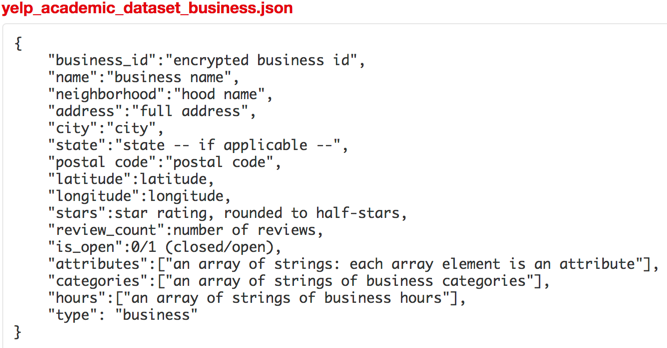 yelp_academic_dataset_business.json
{
    "business_id":"encrypted business id",
    "name":"business name",
    "neighborhood":"hood name",
    "address":"full address",
    "city":"city",
    "state":"state -- if applicable --",
    "postal code":"postal code",
    "latitude":latitude,
    "longitude":longitude,
    "stars":star rating, rounded to half-stars,
    "review_count":number of reviews,
    "is_open":0/1 (closed/open),
    "attributes":["an array of strings: each array element is an attribute"],
    "categories":["an array of strings of business categories"],
    "hours":["an array of strings of business hours"],
    "type": "business"
}